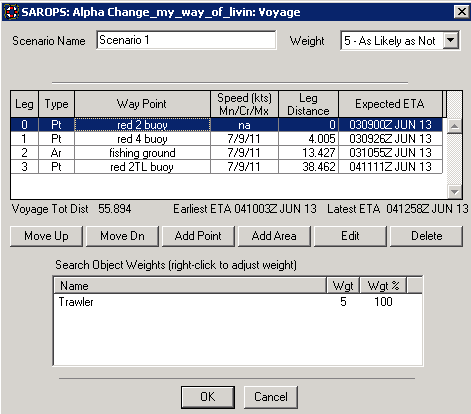 SAROPS: Alpha Change_my_way_of_livin: Voyage
Scenario Name Scenario 1 Weight 5 - As Likely as Not
Leg Type Way Point Speed (kts) Mn/Cr/Mx Leg Distance Expected ETA
0 Pt red 2 buoy na 0 030900Z JUN 13
1 Pt red 4 buoy 7/9/11 4.005 030926Z JUN 13
2 Ar fishing ground 7/9/11 13.427 031055Z JUN 13
3 Pt red 2TL buoy 7/9/11 38.462 041111Z JUN 13
Voyage Tot Dist 55.894 Earliest ETA 041003Z JUN 13 Latest ETA 041258Z JUN 13
Move Up Move Dn Add Point Add Area Edit Delete
Search Object Weights (right-click to adjust weight)
Name Wgt Wgt %
Trawler 5 100
OK Cancel